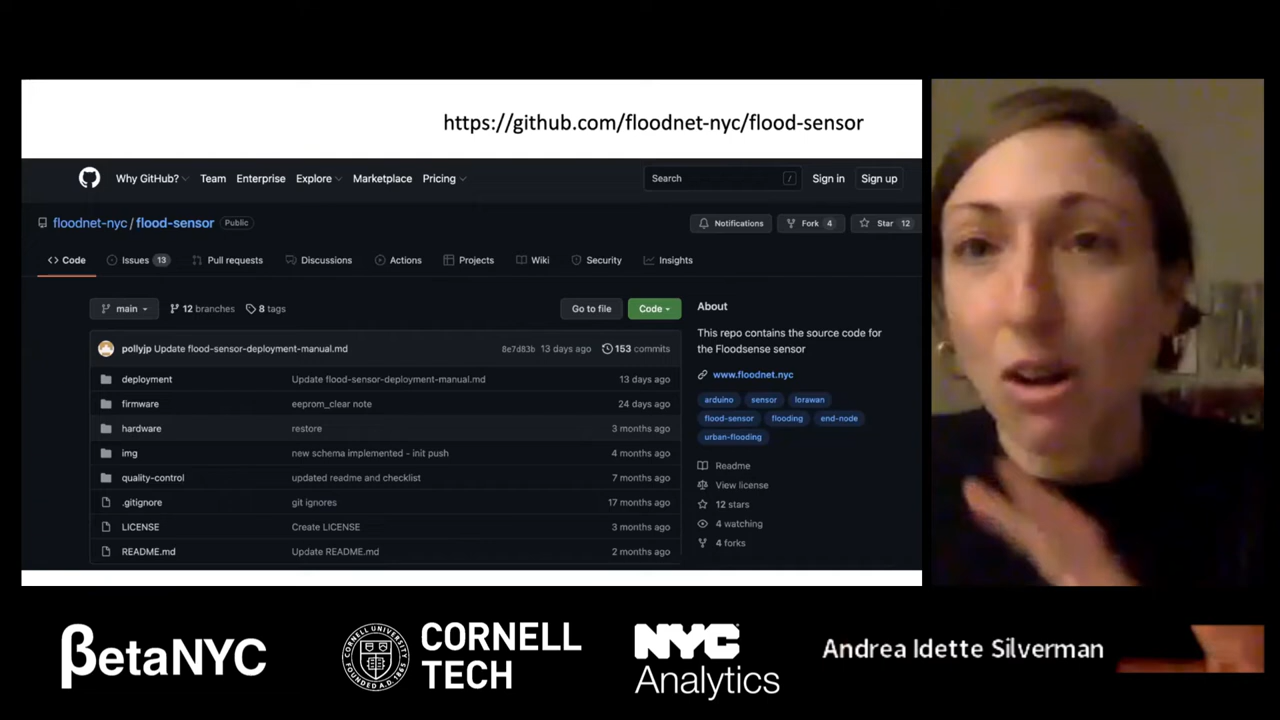 https://github.com/floodnet-nyc/flood-sensor
Why GitHub? Team Enterprise Explore Marketplace Pricing Search / Sign in Sign up
floodnet-nyc / flood-sensor Public Notifications Fork 4 Star 12
Code Issues 13 Pull requests Discussions Actions Projects Wiki Security Insights
main 12 branches 8 tags Go to file Code
About
This repo contains the source code for
the Floodsense sensor
www.floodnet.nyc
arduino sensor lorawan
flood-sensor flooding end-node
urban-flooding
Readme
View license
12 stars
4 watching
4 forks
pollyjp Update flood-sensor-deployment-manual.md 8e7d83b 13 days ago 153 commits
deployment Update flood-sensor-deployment-manual.md 13 days ago
firmware eeprom_clear note 24 days ago
hardware restore 3 months ago
img new schema implemented - init push 4 months ago
quality-control updated readme and checklist 7 months ago
.gitignore git ignores 17 months ago
LICENSE Create LICENSE 3 months ago
README.md Update README.md 2 months ago
βetaNYC
CORNELL
TECH
NYC
Analytics
Andrea Idette Silverman